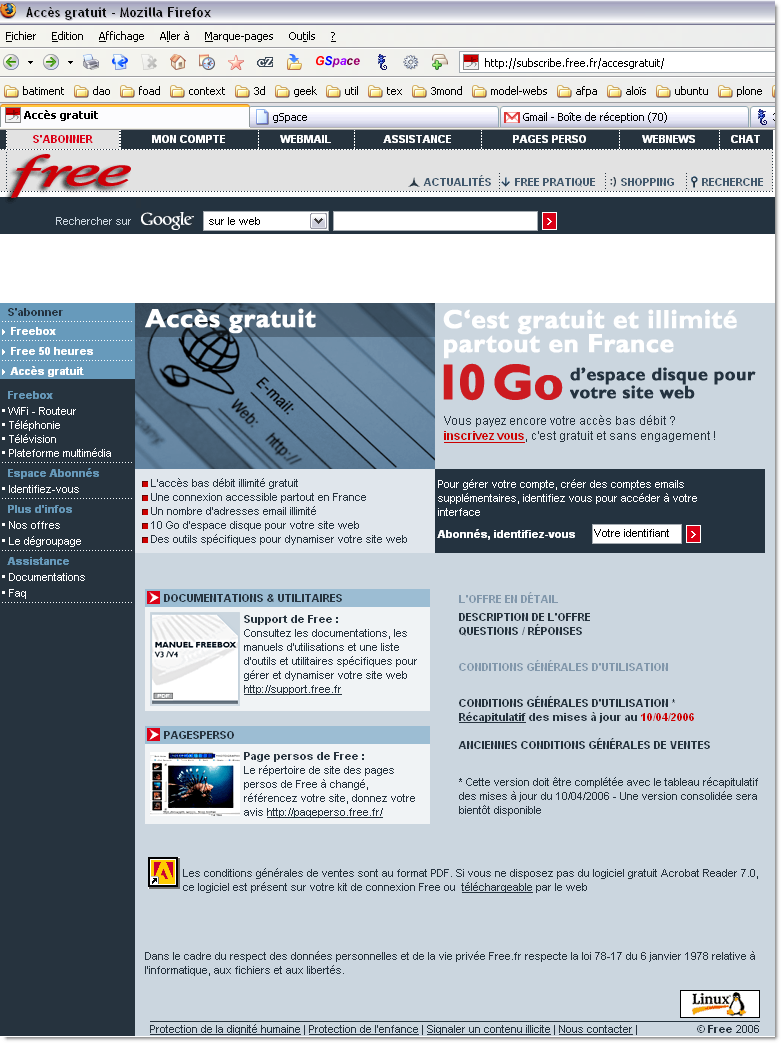 Accès gratuit - Mozilla Firefox
Fichier Edition Affichage Aller à Marque-pages Outils ?
GSpace http://subscribe.free.fr/accesgratuit/
batiment dao foad context 3d geek util tex 3mond model-webs afpa aloïs ubuntu plone
Accès gratuit gSpace Gmail - Boîte de réception (70)
S'ABONNER MON COMPTE WEBMAIL ASSISTANCE PAGES PERSO WEBNEWS CHAT
free
ACTUALITÉS FREE PRATIQUE :) SHOPPING RECHERCHE
Rechercher sur Google sur le web
S'abonner
Freebox
Free 50 heures
Accès gratuit
Freebox
WiFi - Routeur
Téléphonie
Télévision
Plateforme multimédia
Espace Abonnés
Identifiez-vous
Plus d'infos
Nos offres
Le dégroupage
Assistance
Documentations
Faq
Accès gratuit
E-mail:
Web: http://
C'est gratuit et illimité
partout en France
10 Go d'espace disque pour
votre site web
Vous payez encore votre accès bas débit ?
inscrivez vous, c'est gratuit et sans engagement !
L'accès bas débit illimité gratuit
Une connexion accessible partout en France
Un nombre d'adresses email illimité
10 Go d'espace disque pour votre site web
Des outils spécifiques pour dynamiser votre site web
Pour gérer votre compte, créer des comptes emails
supplémentaires, identifiez vous pour accéder à votre
interface
Abonnés, identifiez-vous Votre identifiant
DOCUMENTATIONS & UTILITAIRES
MANUEL FREEBOX
V3 /V4
PDF
Support de Free :
Consultez les documentations, les
manuels d'utilisations et une liste
d'outils et utilitaires spécifiques pour
gérer et dynamiser votre site web
http://support.free.fr
PAGESPERSO
Page persos de Free :
Le répertoire de site des pages
persos de Free à changé,
référencez votre site, donnez votre
avis http://pageperso.free.fr/
L'OFFRE EN DÉTAIL
DESCRIPTION DE L'OFFRE
QUESTIONS / RÉPONSES
CONDITIONS GÉNÉRALES D'UTILISATION
CONDITIONS GÉNÉRALES D'UTILISATION *
Récapitulatif des mises à jour au 10/04/2006
ANCIENNES CONDITIONS GÉNÉRALES DE VENTES
* Cette version doit être complétée avec le tableau récapitulatif
des mises à jour du 10/04/2006 - Une version consolidée sera
bientôt disponible
Les conditions générales de ventes sont au format PDF. Si vous ne disposez pas du logiciel gratuit Acrobat Reader 7.0,
ce logiciel est présent sur votre kit de connexion Free ou téléchargeable par le web
Dans le cadre du respect des données personnelles et de la vie privée Free.fr respecte la loi 78-17 du 6 janvier 1978 relative à
l'informatique, aux fichiers et aux libertés.
Linux
Protection de la dignité humaine | Protection de l'enfance | Signaler un contenu illicite | Nous contacter | © Free 2006